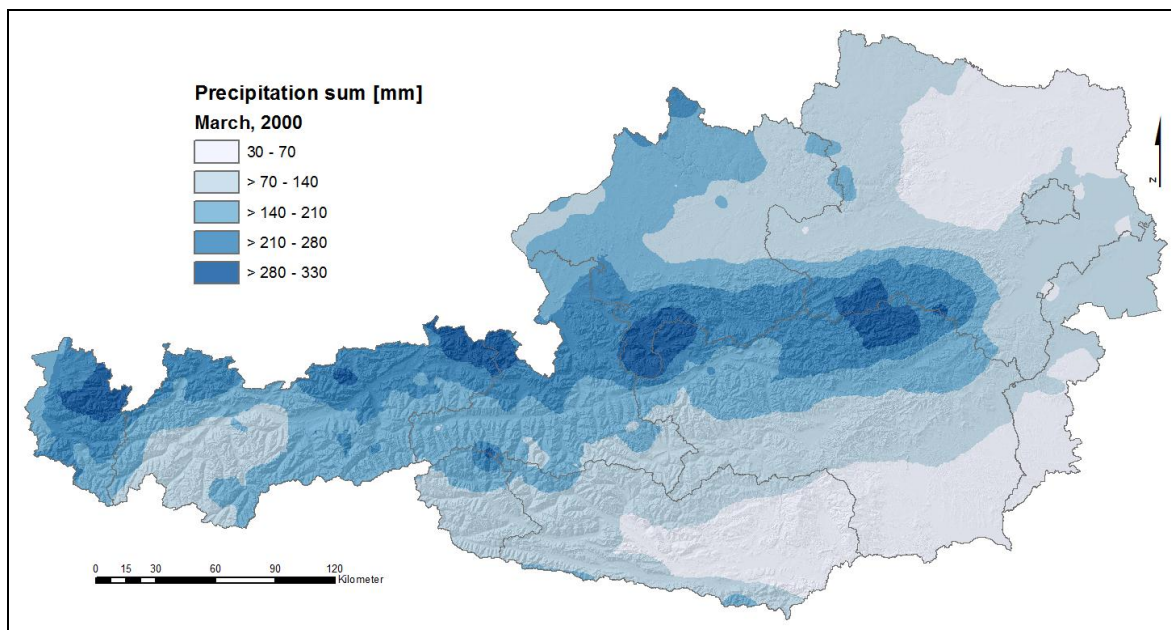 Precipitation sum [mm]
March, 2000
30 - 70
> 70 - 140
> 140 - 210
> 210 - 280
> 280 - 330
N
0 15 30 60 90 120
Kilometer